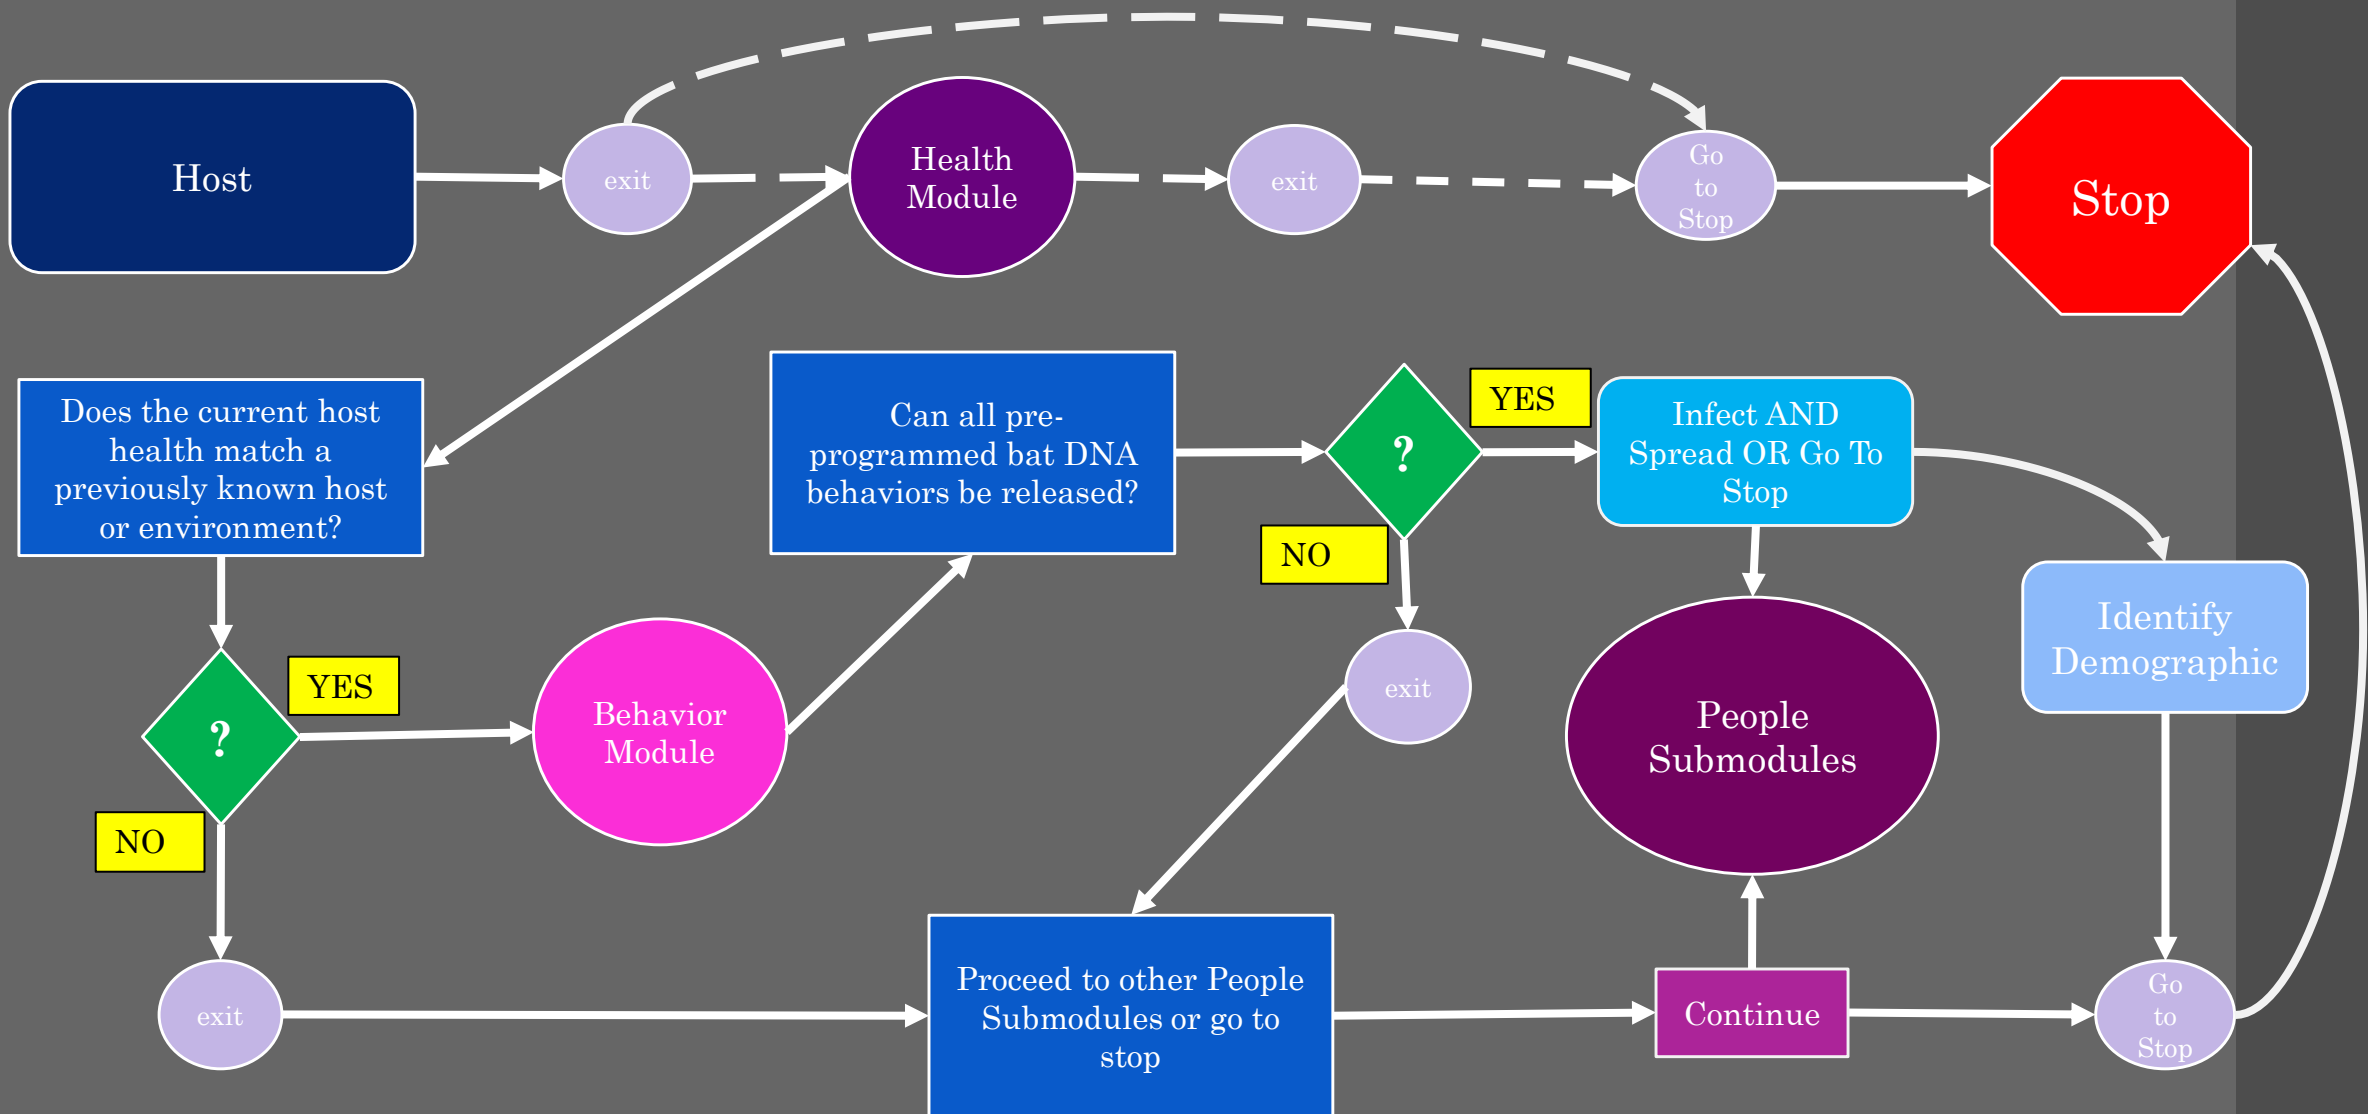 Host
exit
Health
Module
exit
Go
to
Stop
Stop
Does the current host
health match a
previously known host
or environment?
Can all pre-
programmed bat DNA
behaviors be released?
?
YES
NO
Infect AND
Spread OR Go To
Stop
Identify
Demographic
?
YES
NO
Behavior
Module
exit
People
Submodules
exit
Proceed to other People
Submodules or go to
stop
Continue
Go
to
Stop